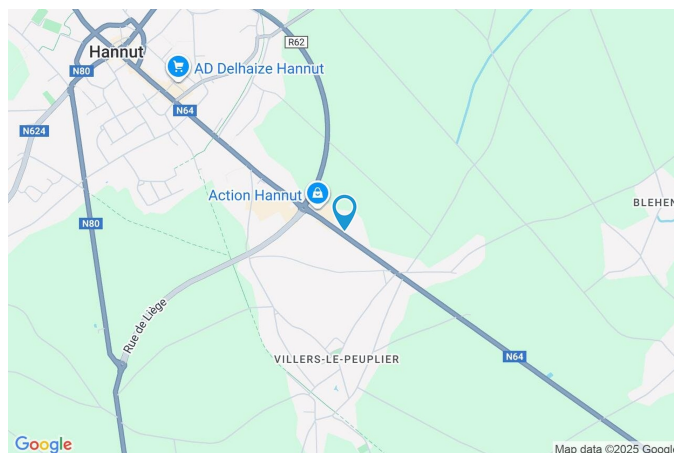 Hannut
R62
N80
AD Delhaize Hannut
N64
N624
Action Hannut
BLEHEN
N80
Rue de Liège
VILLERS-LE-PEUPLIER
N64
Google
Map data ©2025 Google